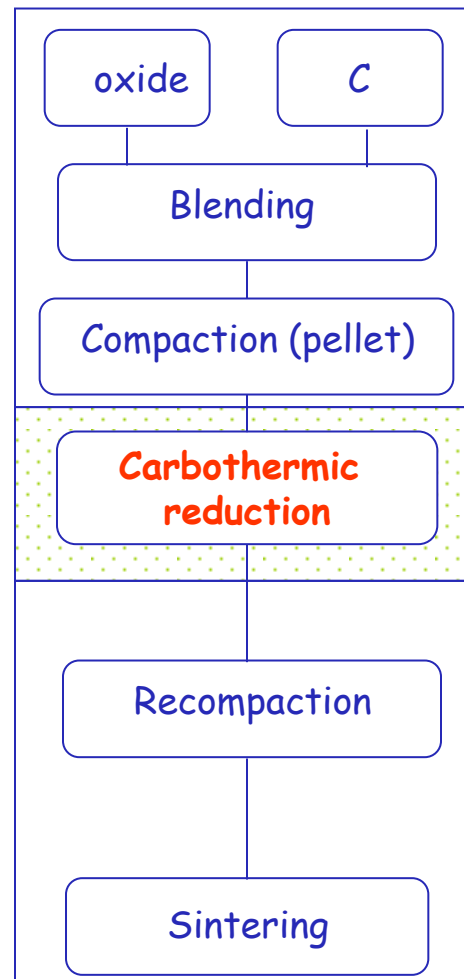 oxide
C
Blending
Compaction (pellet)
Carbothermic
reduction
Recompaction
Sintering